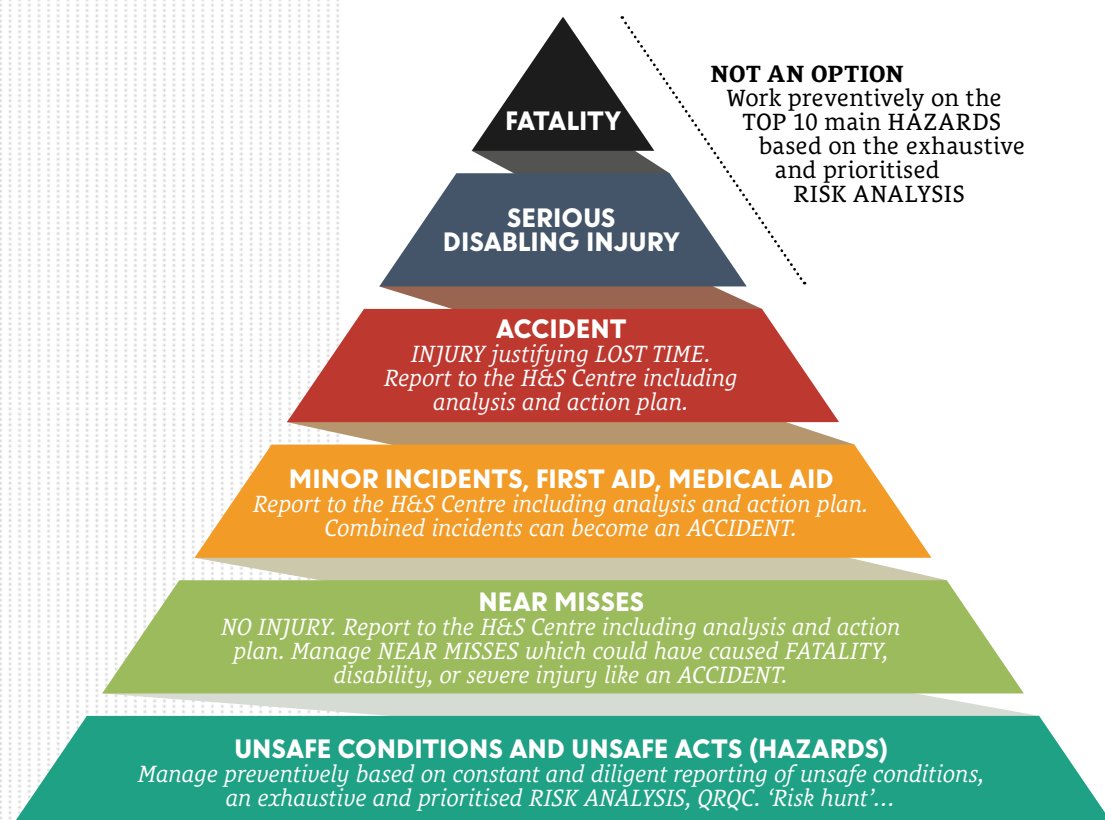 FATALITY
NOT AN OPTION
Work preventively on the
TOP 10 main HAZARDS
based on the exhaustive
and prioritised
RISK ANALYSIS
SERIOUS
DISABLING INJURY
ACCIDENT
INJURY justifying LOST TIME.
Report to the H&S Centre including
analysis and action plan.
MINOR INCIDENTS, FIRST AID, MEDICAL AID
Report to the H&S Centre including analysis and action plan.
Combined incidents can become an ACCIDENT.
NEAR MISSES
NO INJURY. Report to the H&S Centre including analysis and action
plan. Manage NEAR MISSES which could have caused FATALITY,
disability, or severe injury like an ACCIDENT.
UNSAFE CONDITIONS AND UNSAFE ACTS (HAZARDS)
Manage preventively based on constant and diligent reporting of unsafe conditions,
an exhaustive and prioritised RISK ANALYSIS, QRQC. ‘Risk hunt’…